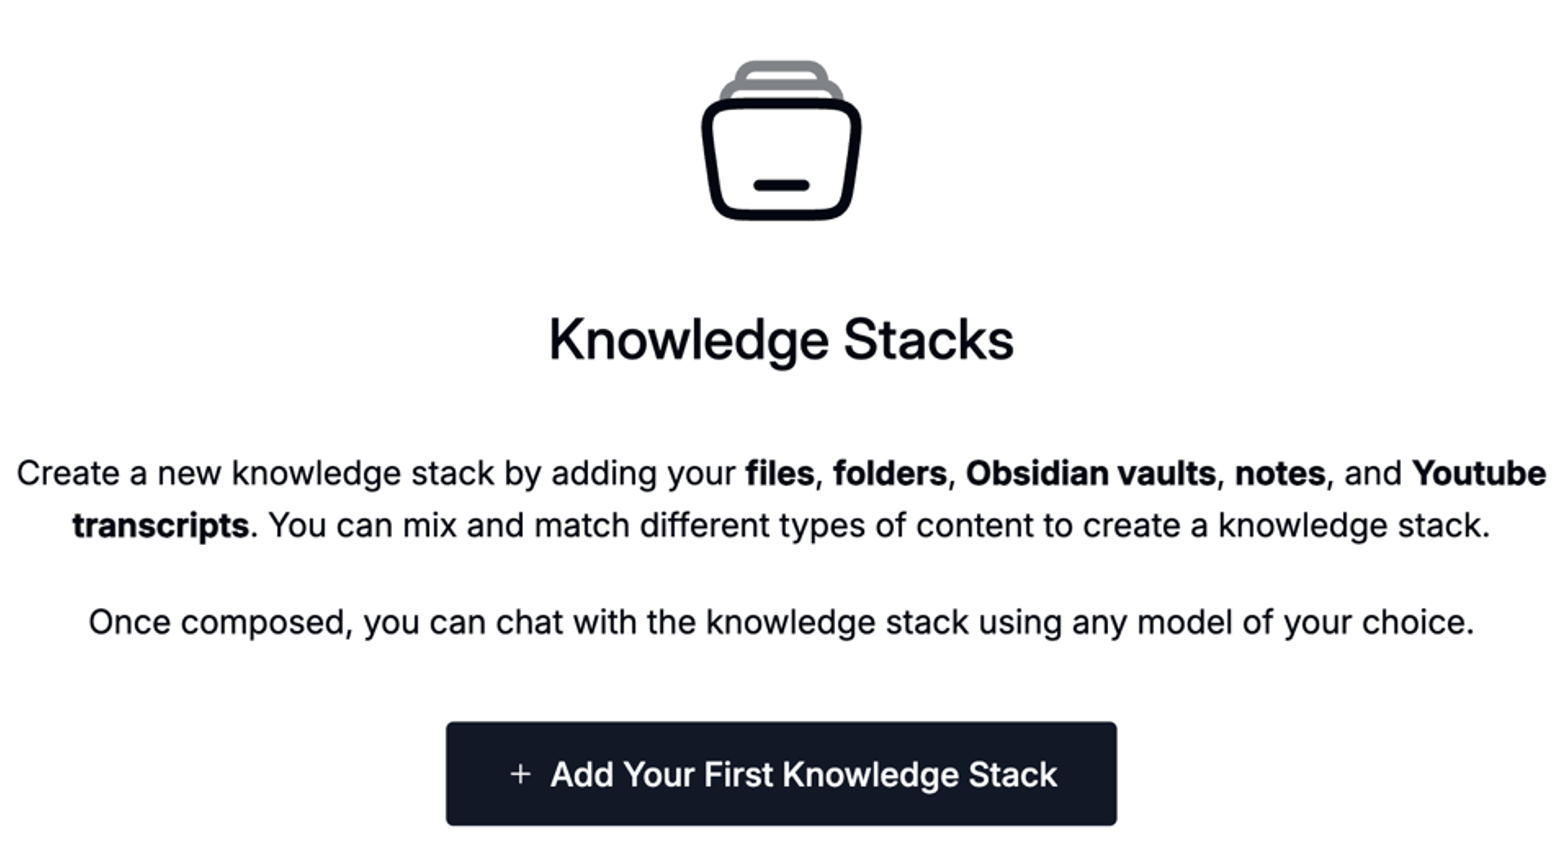 Knowledge Stacks
Create a new knowledge stack by adding your files, folders, Obsidian vaults, notes, and Youtube
transcripts. You can mix and match different types of content to create a knowledge stack.
Once composed, you can chat with the knowledge stack using any model of your choice.
+ Add Your First Knowledge Stack